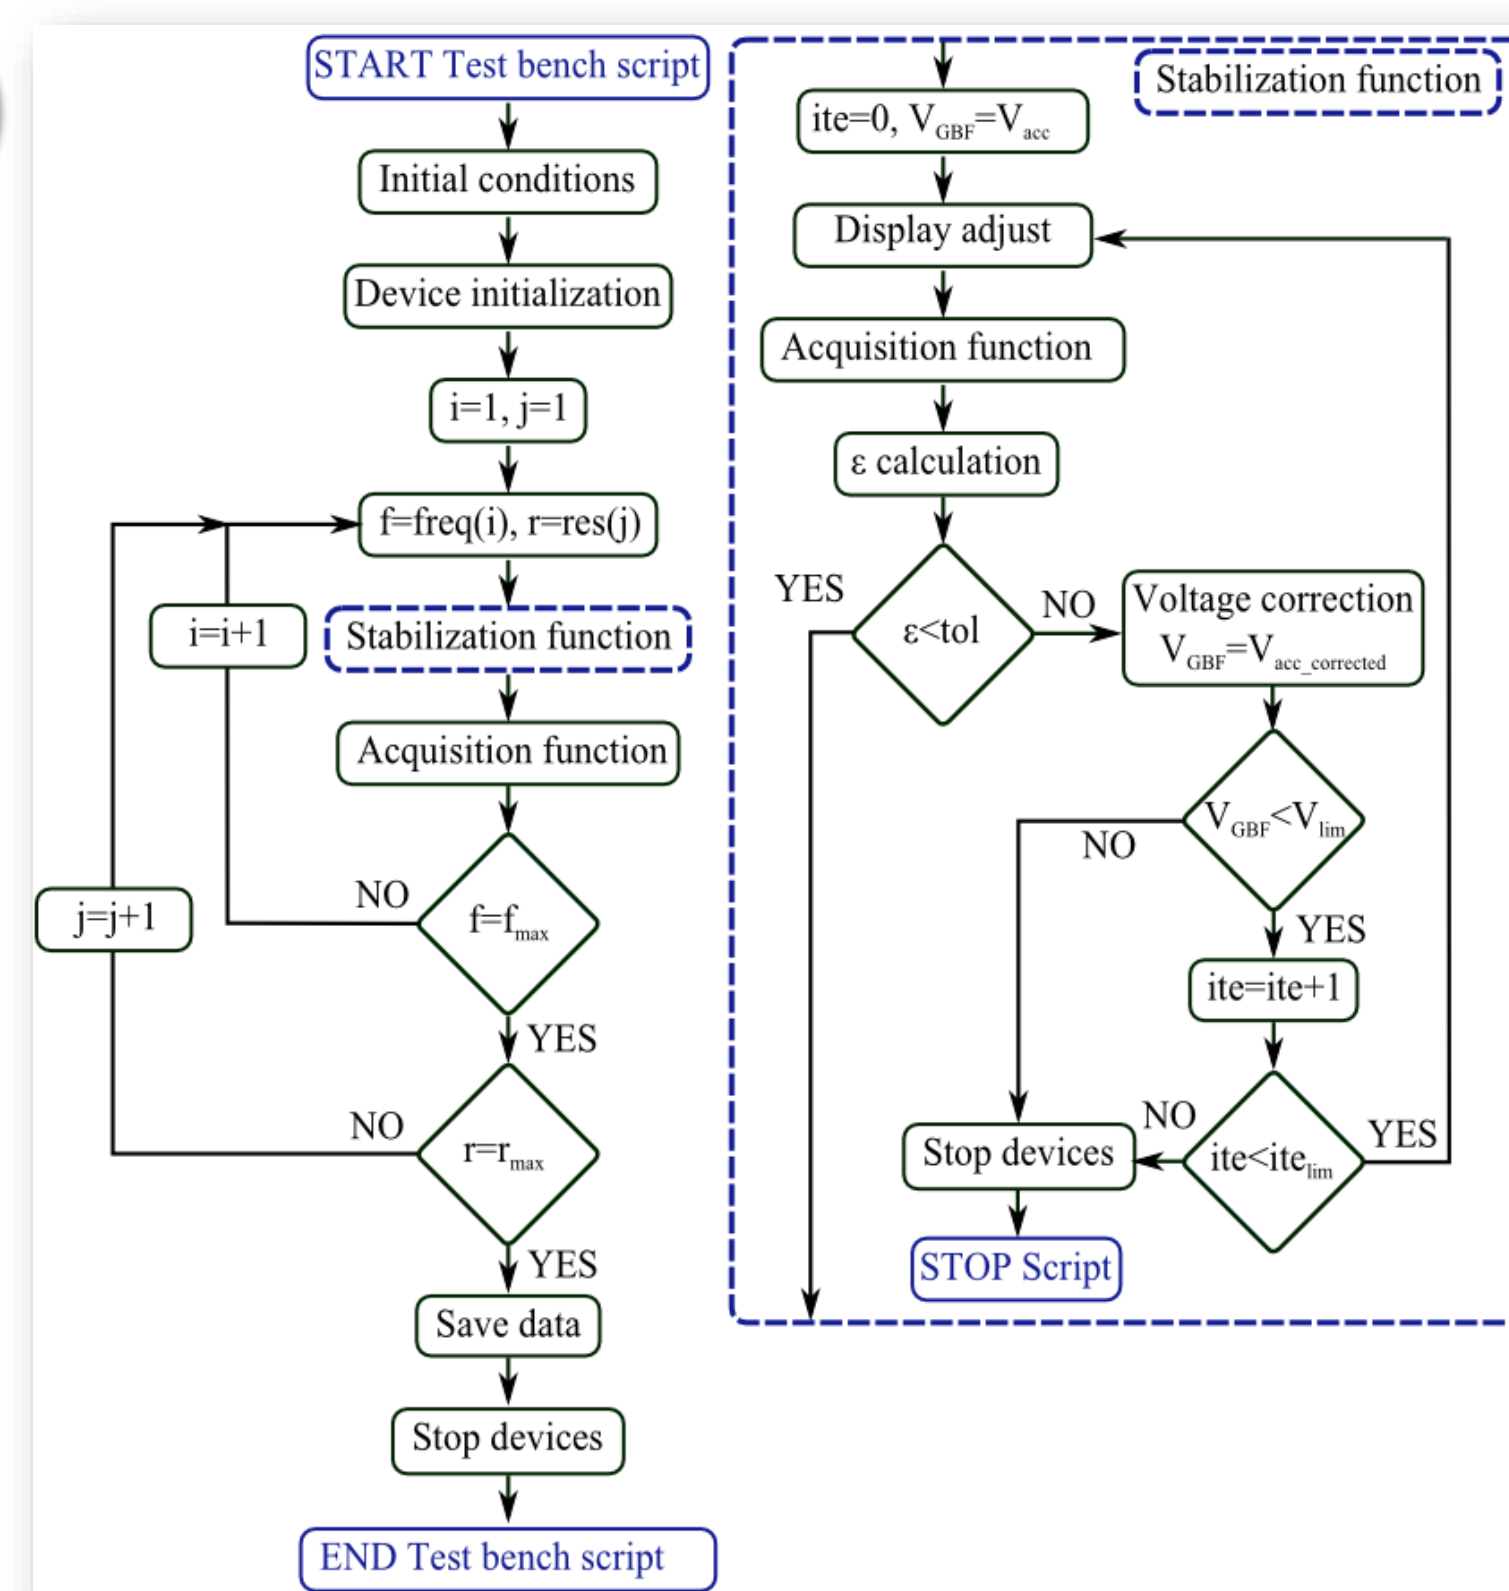 START Test bench script
Initial conditions
Device initialization
i=1, j=1
f=freq(i), r=res(j)
i=i+1
Stabilization function
Acquisition function
NO
f=fmax
j=j+1
YES
NO
r=rmax
YES
Save data
Stop devices
END Test bench script
Stabilization function
ite=0, VGBF=Vacc
Display adjust
Acquisition function
ε calculation
YES
ε<tol
NO
Voltage correction
VGBF=Vacc_corrected
VGBF<Vlim
NO
YES
ite=ite+1
NO
ite<itelim
YES
Stop devices
STOP Script